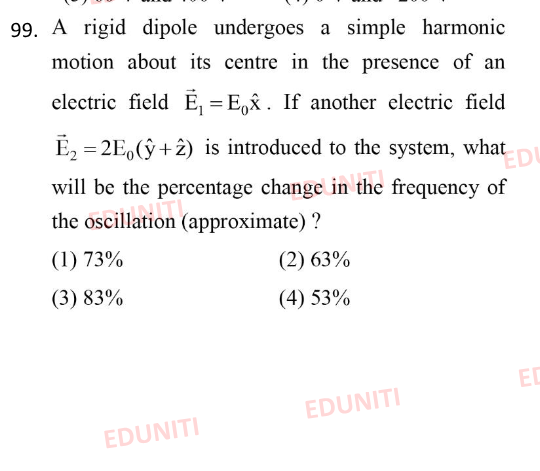 99. A rigid dipole undergoes a simple harmonic
motion about its centre in the presence of an
electric field E⃗₁ = E₀x̂ . If another electric field
E⃗₂ = 2E₀(ŷ + ẑ) is introduced to the system, what
will be the percentage change in the frequency of
the oscillation (approximate) ?
(1) 73% (2) 63%
(3) 83% (4) 53%
EDUNITI
EDUNITI
EDUNITI
EDUNITI